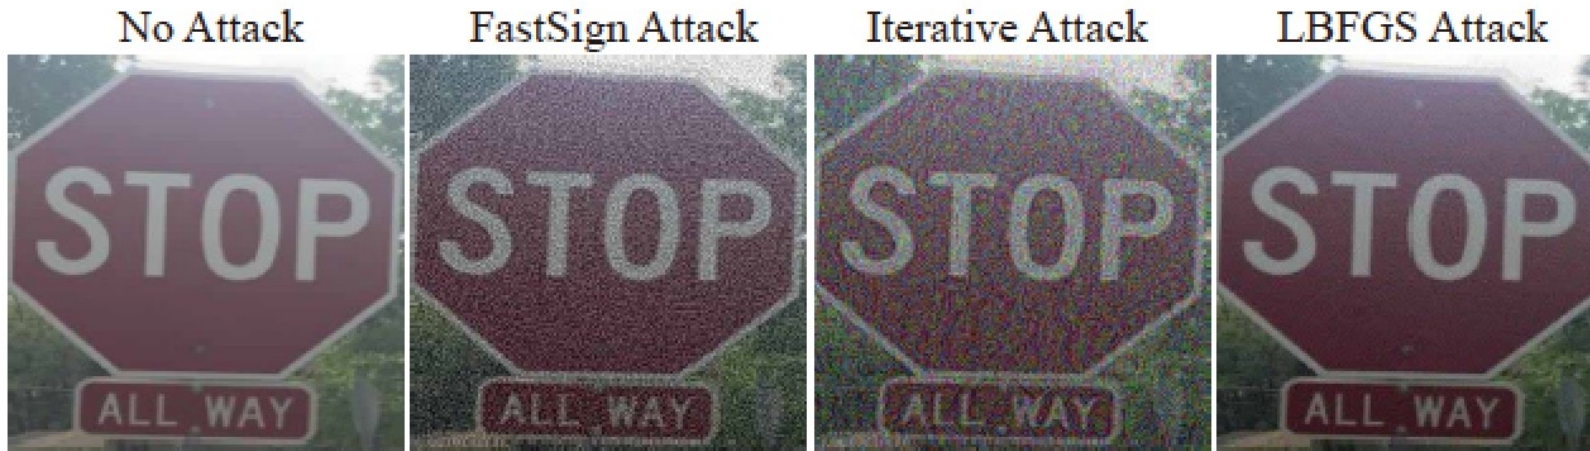 No Attack
FastSign Attack
Iterative Attack
LBFGS Attack
STOP
ALL WAY
STOP
ALL WAY
STOP
ALL WAY
STOP
ALL WAY